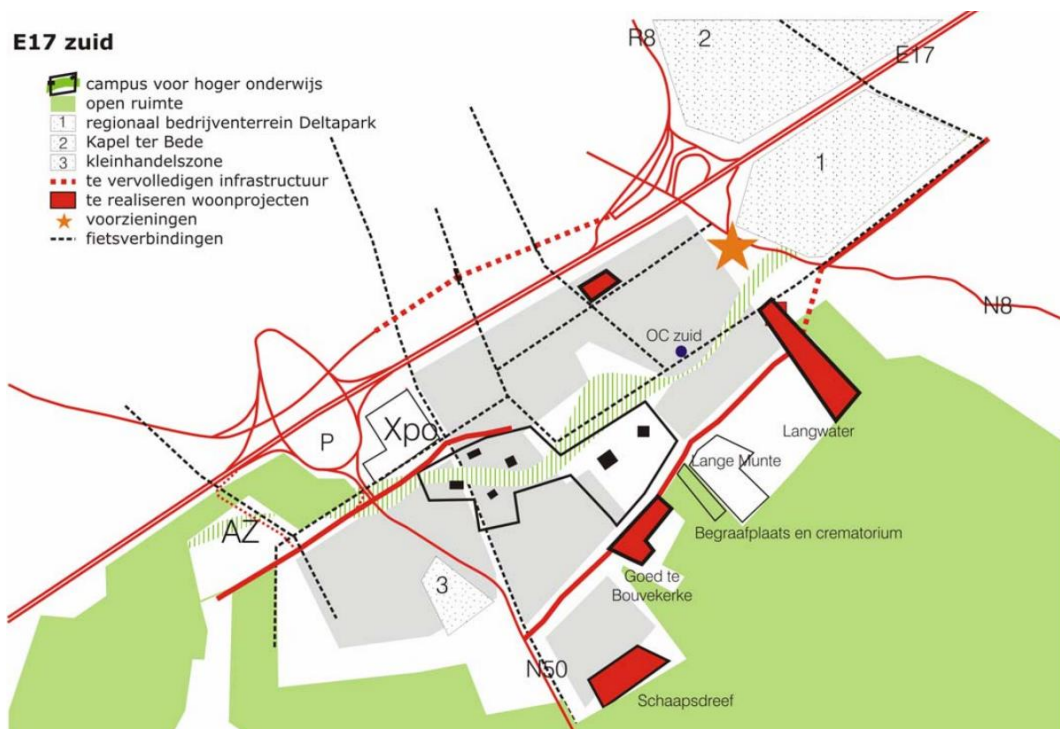 E17 zuid
campus voor hoger onderwijs
open ruimte
1 regionaal bedrijventerrein Deltapark
2 Kapel ter Bede
3 kleinhandelszone
te vervolledigen infrastructuur
te realiseren woonprojecten
voorzieningen
fietsverbindingen
R8
2
E17
1
N8
OC zuid
Langwater
P
Xpo
Lange Munte
AZ
Begraafplaats en crematorium
3
Goed te
Bouvekerke
N50
Schaapsdreef